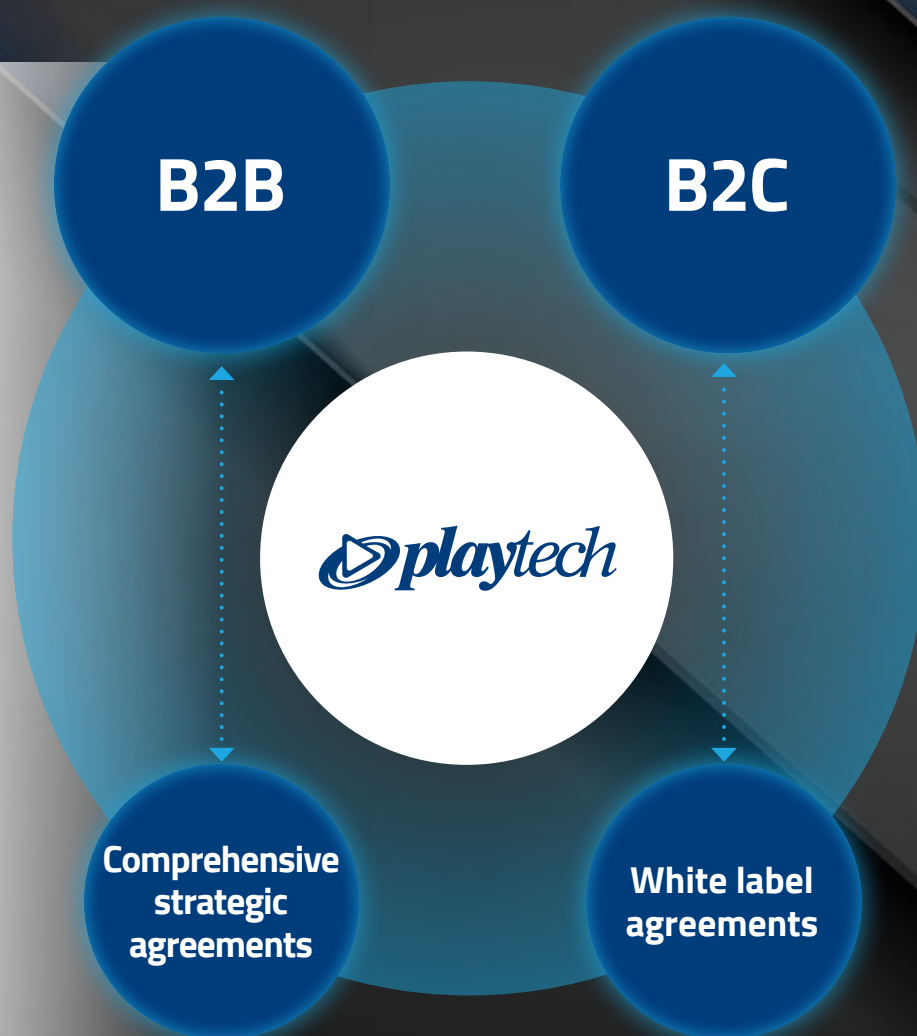 B2B
B2C
playtech
Comprehensive
strategic
agreements
White label
agreements